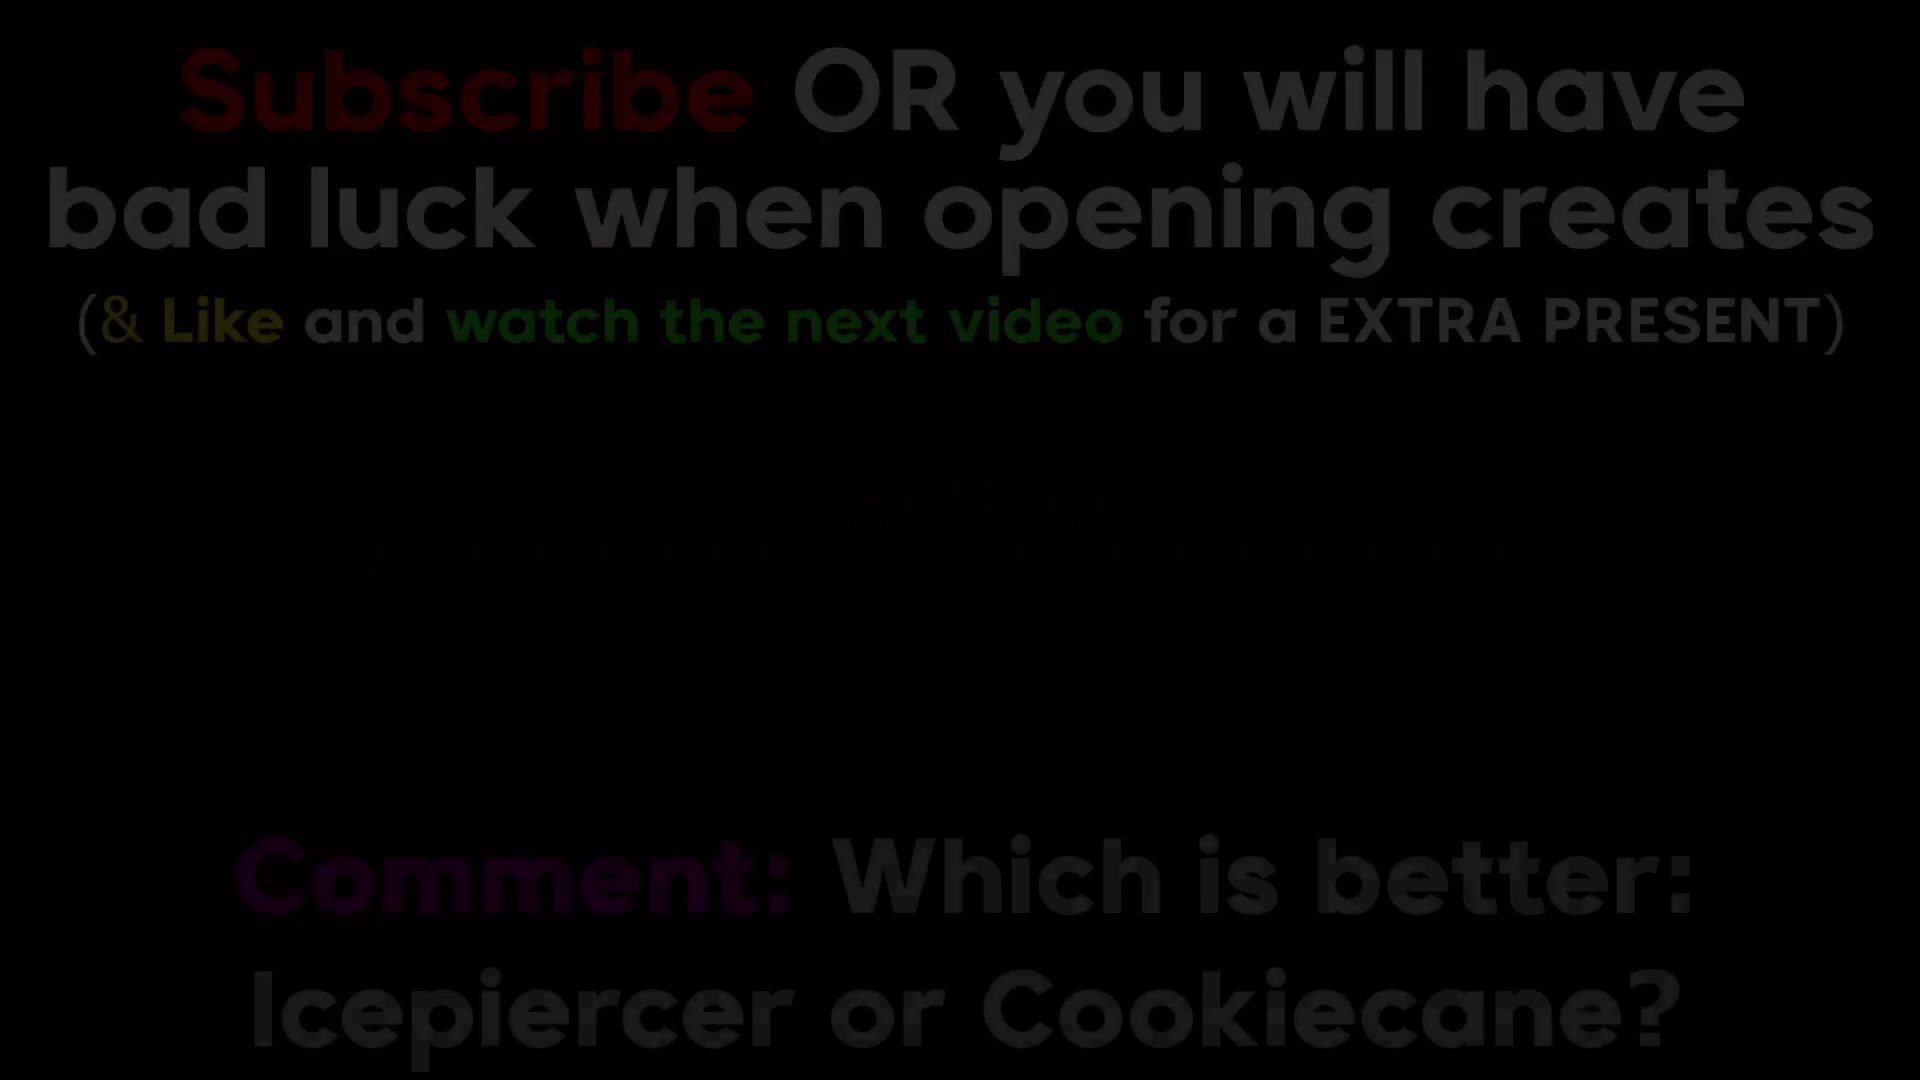 Subscribe OR you will have
bad luck when opening creates
(& Like and watch the next video for a EXTRA PRESENT)
Comment: Which is better:
Icepiercer or Cookiecane?